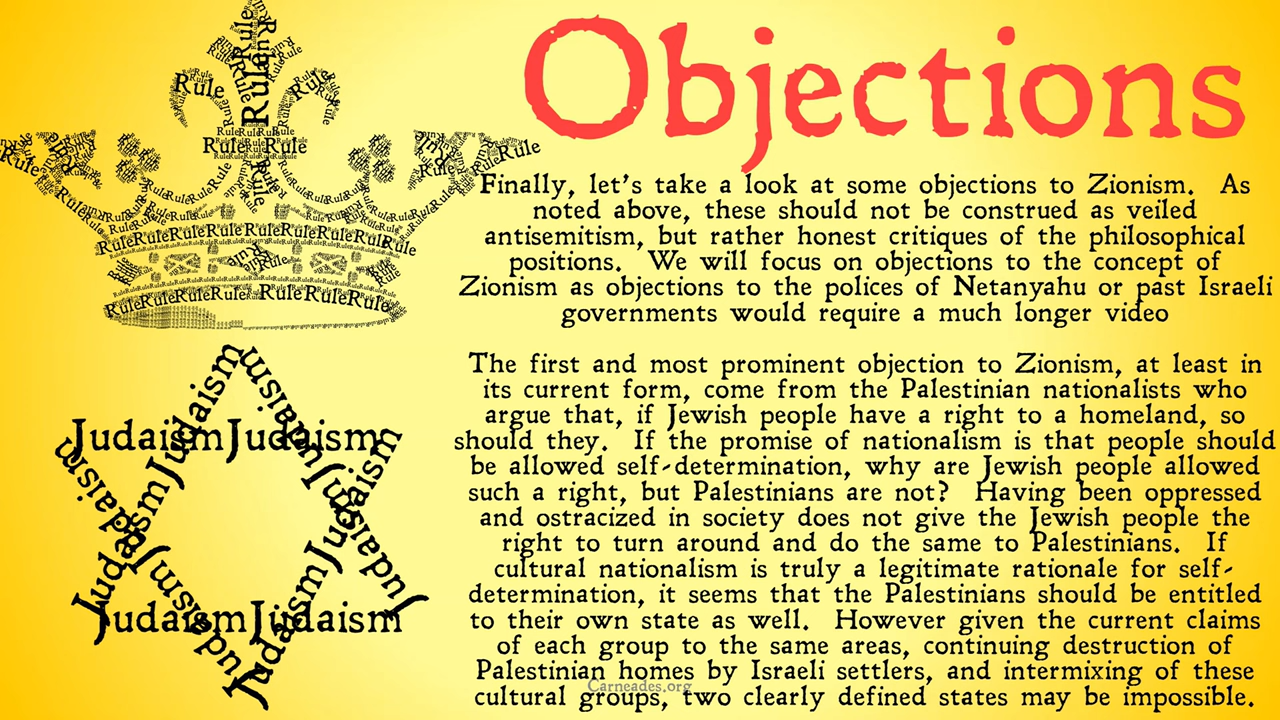 Objections
Finally, let's take a look at some objections to Zionism. As
noted above, these should not be construed as veiled
antisemitism, but rather honest critiques of the philosophical
positions. We will focus on objections to the concept of
Zionism as objections to the polices of Netanyahu or past Israeli
governments would require a much longer video
The first and most prominent objection to Zionism, at least in
its current form, come from the Palestinian nationalists who
argue that, if Jewish people have a right to a homeland, so
should they. If the promise of nationalism is that people should
be allowed self-determination, why are Jewish people allowed
such a right, but Palestinians are not? Having been oppressed
and ostracized in society does not give the Jewish people the
right to turn around and do the same to Palestinians. If
cultural nationalism is truly a legitimate rationale for self-
determination, it seems that the Palestinians should be entitled
to their own state as well. However given the current claims
of each group to the same areas, continuing destruction of
Palestinian homes by Israeli settlers, and intermixing of these
cultural groups, two clearly defined states may be impossible.
Carneades.org
Rule
Rule
Rule
RuleRuleRule
Rule Rule
RuleRuleRuleRuleRuleRuleRuleRule
RuleRuleRuleRule RuleRuleRule
Judaism
Judaism
JudaismJudaism
Judaism
Judaism
Judaism
Judaism
Judaism
Judaism
JudaismJudaism